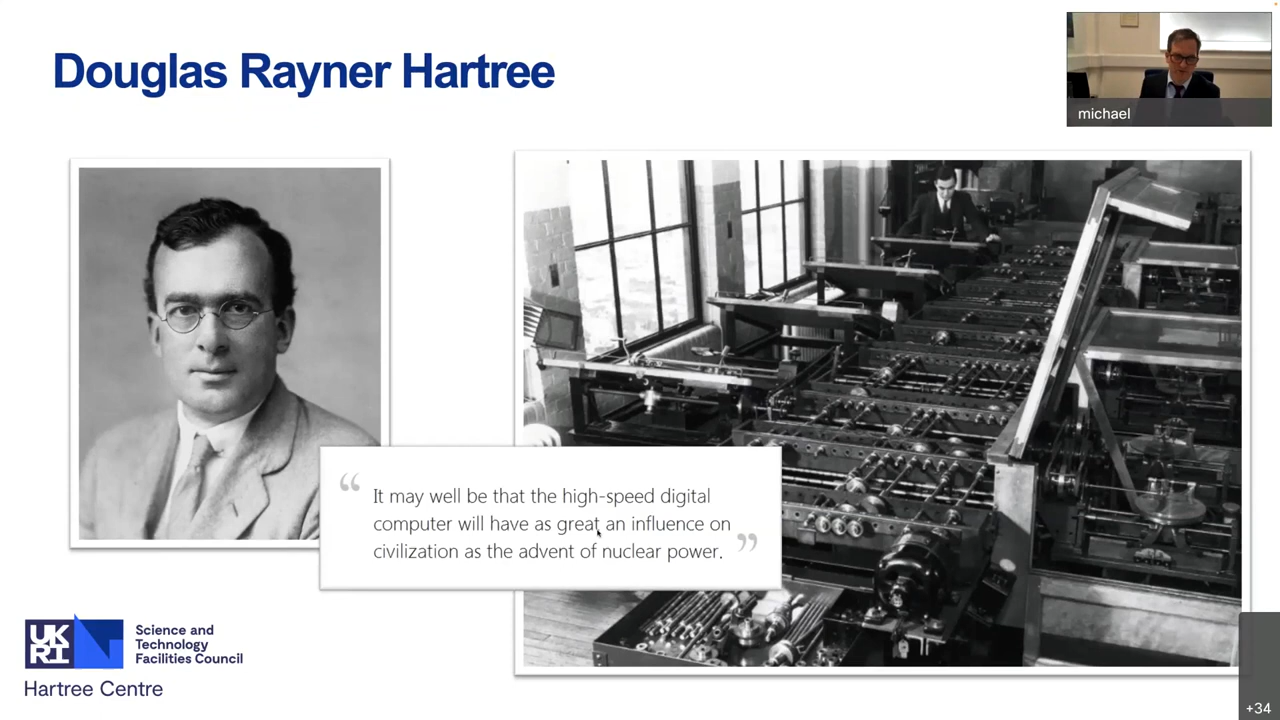 Douglas Rayner Hartree
michael
“ It may well be that the high-speed digital
computer will have as great an influence on
civilization as the advent of nuclear power. ”
UK
RI
Science and
Technology
Facilities Council
Hartree Centre
+34